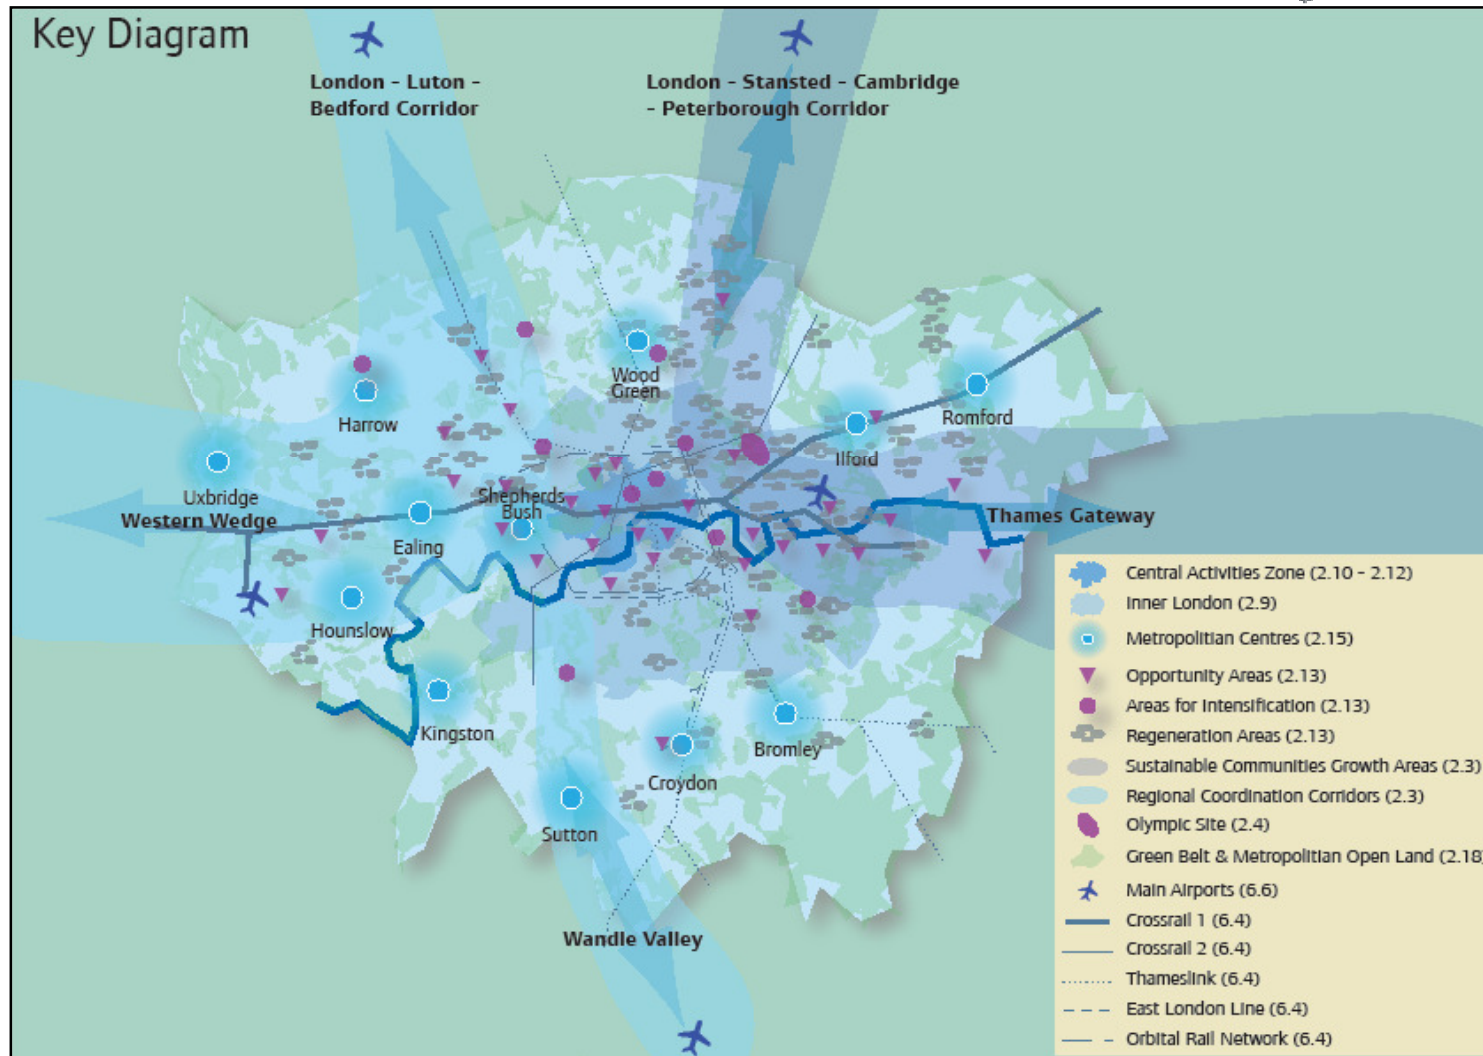 Key Diagram
London - Luton -
Bedford Corridor
London - Stansted - Cambridge
- Peterborough Corridor
Wood
Green
Harrow
Romford
Ilford
Uxbridge
Shepherds
Bush
Western Wedge
Thames Gateway
Ealing
Hounslow
Kingston
Bromley
Croydon
Sutton
Wandle Valley
Central Activities Zone (2.10 - 2.12)
Inner London (2.9)
Metropolitian Centres (2.15)
Opportunity Areas (2.13)
Areas for Intensification (2.13)
Regeneration Areas (2.13)
Sustainable Communities Growth Areas (2.3)
Regional Coordination Corridors (2.3)
Olympic Site (2.4)
Green Belt & Metropolitian Open Land (2.18)
Main Airports (6.6)
Crossrail 1 (6.4)
Crossrail 2 (6.4)
Thameslink (6.4)
East London Line (6.4)
Orbital Rail Network (6.4)